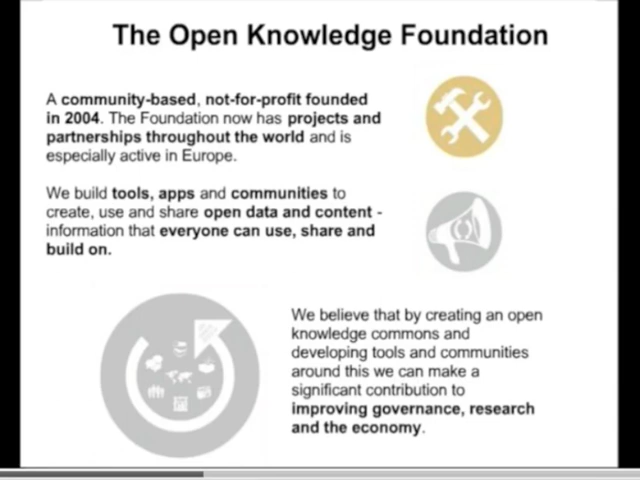 The Open Knowledge Foundation
A community-based, not-for-profit founded
in 2004. The Foundation now has projects and
partnerships throughout the world and is
especially active in Europe.
We build tools, apps and communities to
create, use and share open data and content -
information that everyone can use, share and
build on.
We believe that by creating an open
knowledge commons and
developing tools and communities
around this we can make a
significant contribution to
improving governance, research
and the economy.